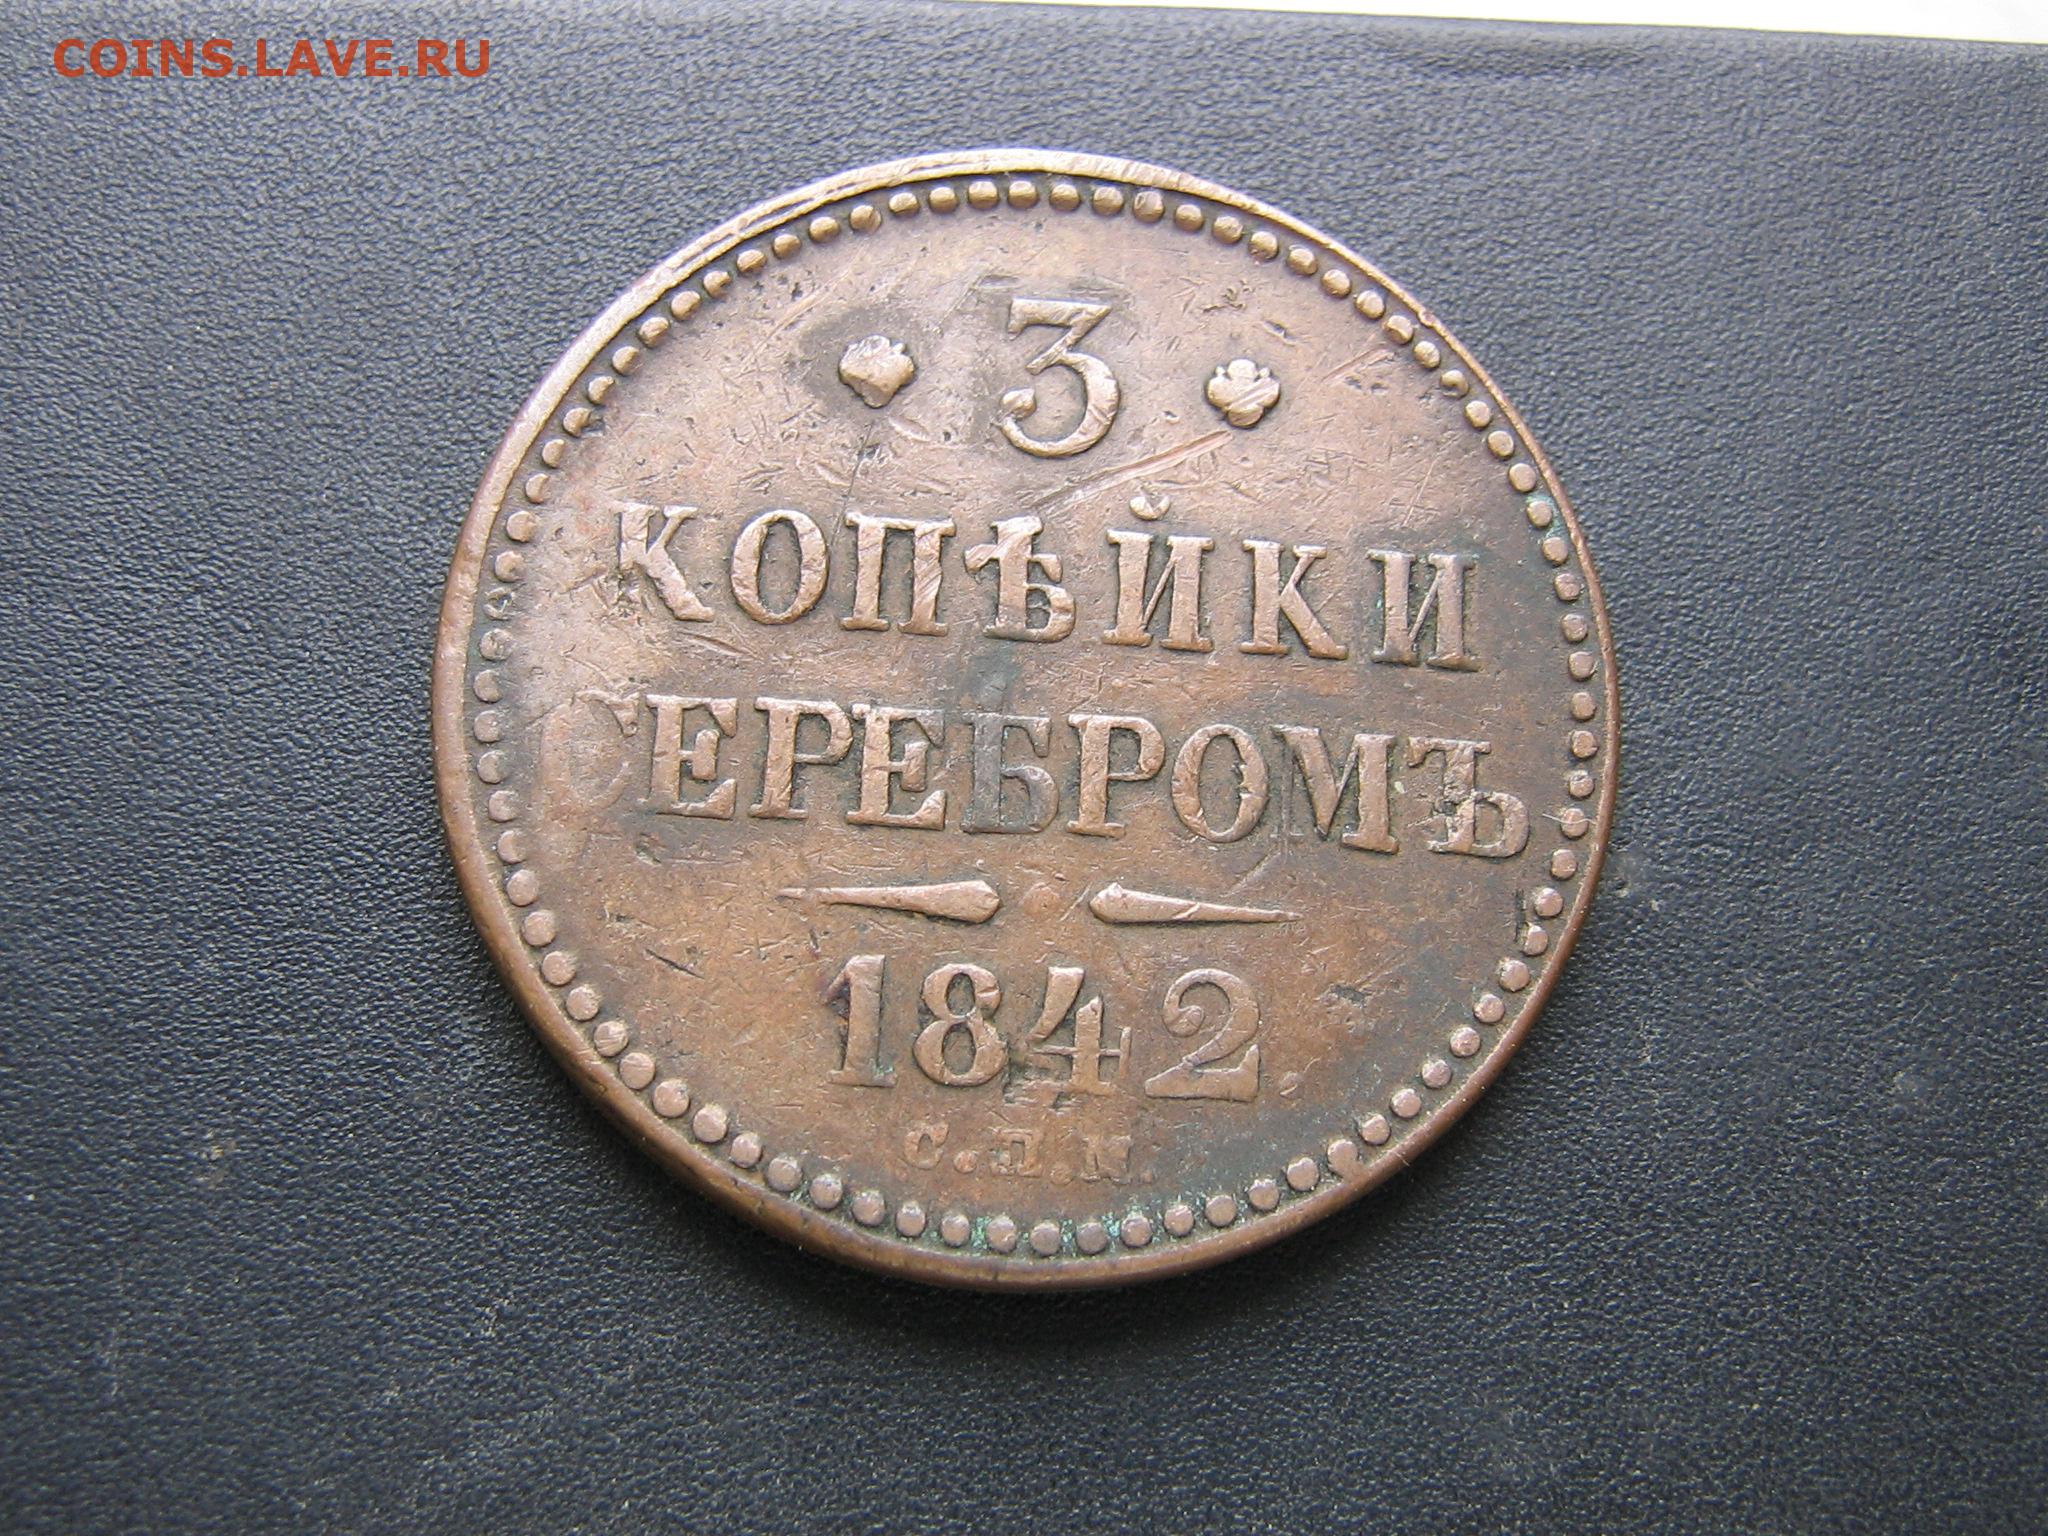 COINS.LAVE.RU
3
КОПѢЙКИ
СЕРЕБРОМЪ
1842
С.П.М.